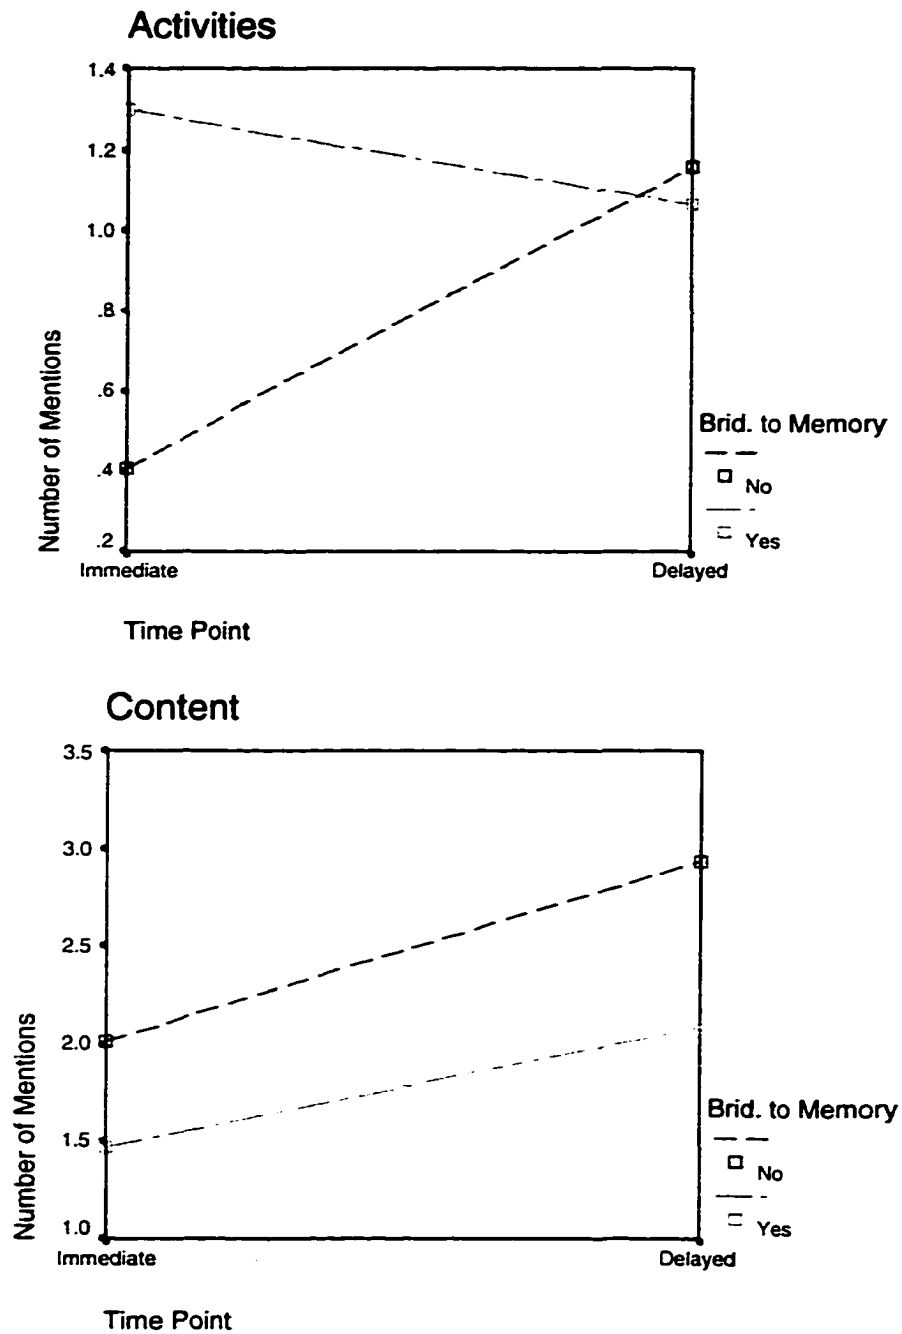 Activities
1.4
1.2
1.0
.8
.6
.4
.2
Number of Mentions
Immediate
Delayed
Time Point
Brid. to Memory
No
Yes
Content
3.5
3.0
2.5
2.0
1.5
1.0
Number of Mentions
Immediate
Delayed
Time Point
Brid. to Memory
No
Yes